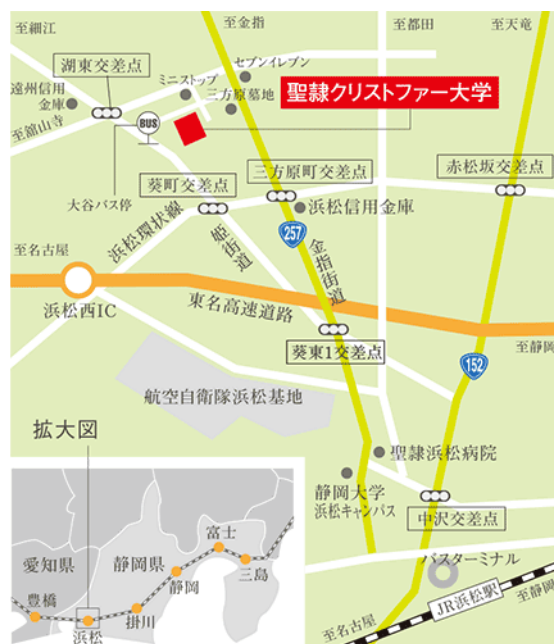 至細江
至金指
至都田
至天竜
湖東交差点
セブンイレブン
遠州信用
金庫
ミニストップ
三方原墓地
聖隷クリストファー大学
至舘山寺
BUS
大谷バス停
葵町交差点
三方原町交差点
赤松坂交差点
浜松信用金庫
浜松環状線
姫街道
257
金指街道
至名古屋
浜松西IC
東名高速道路
葵東1交差点
至静岡
152
航空自衛隊浜松基地
拡大図
聖隷浜松病院
静岡大学
浜松キャンパス
中沢交差点
バスターミナル
JR浜松駅
至静岡
至名古屋
愛知県
静岡県
富士
静岡
三島
豊橋
掛川
浜松